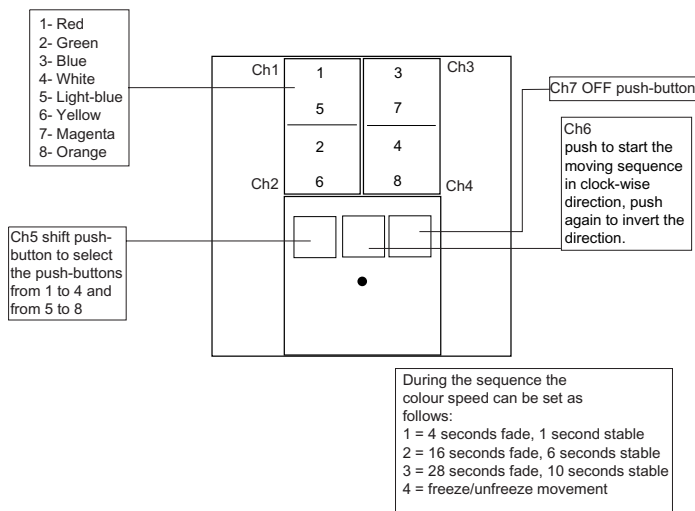 1- Red
2- Green
3- Blue
4- White
5- Light-blue
6- Yellow
7- Magenta
8- Orange
Ch1
1
5
2
6
Ch2
3
7
4
8
Ch3
Ch4
Ch7 OFF push-button
Ch6
push to start the
moving sequence
in clock-wise
direction, push
again to invert the
direction.
Ch5 shift push-
button to select
the push-buttons
from 1 to 4 and
from 5 to 8
During the sequence the
colour speed can be set as
follows:
1 = 4 seconds fade, 1 second stable
2 = 16 seconds fade, 6 seconds stable
3 = 28 seconds fade, 10 seconds stable
4 = freeze/unfreeze movement